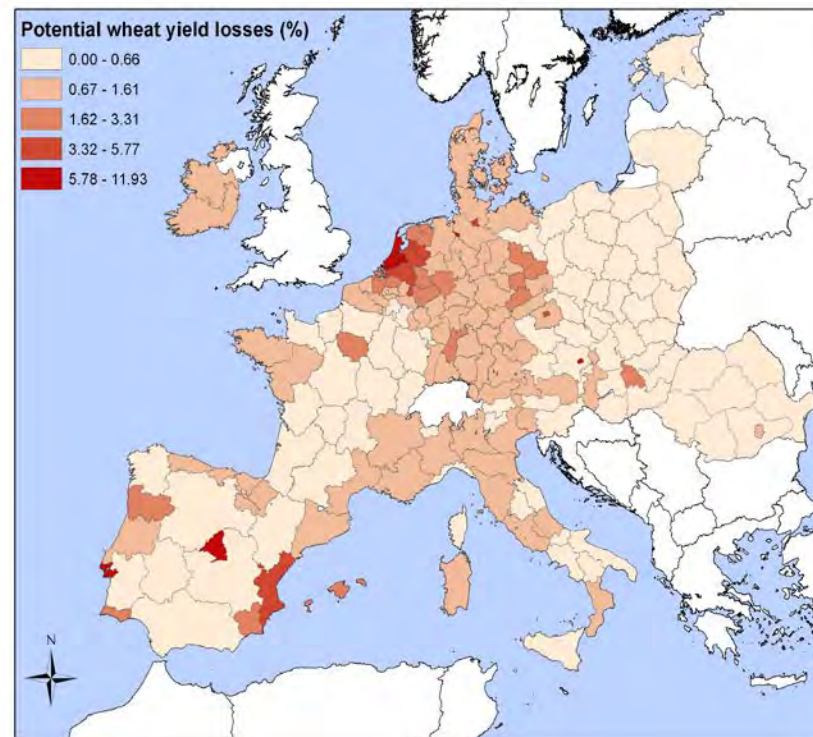 Potential wheat yield losses (%)
0.00 - 0.66
0.67 - 1.61
1.62 - 3.31
3.32 - 5.77
5.78 - 11.93
N